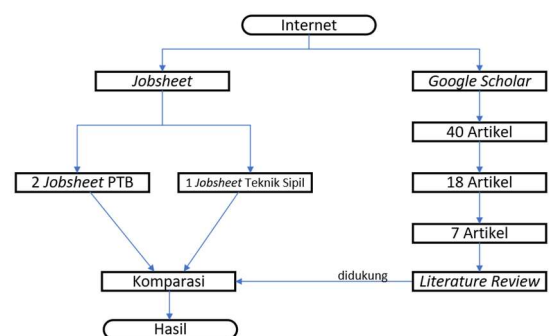 Internet
Jobsheet
Google Scholar
40 Artikel
2 Jobsheet PTB
1 Jobsheet Teknik Sipil
18 Artikel
7 Artikel
Komparasi
didukung
Literature Review
Hasil